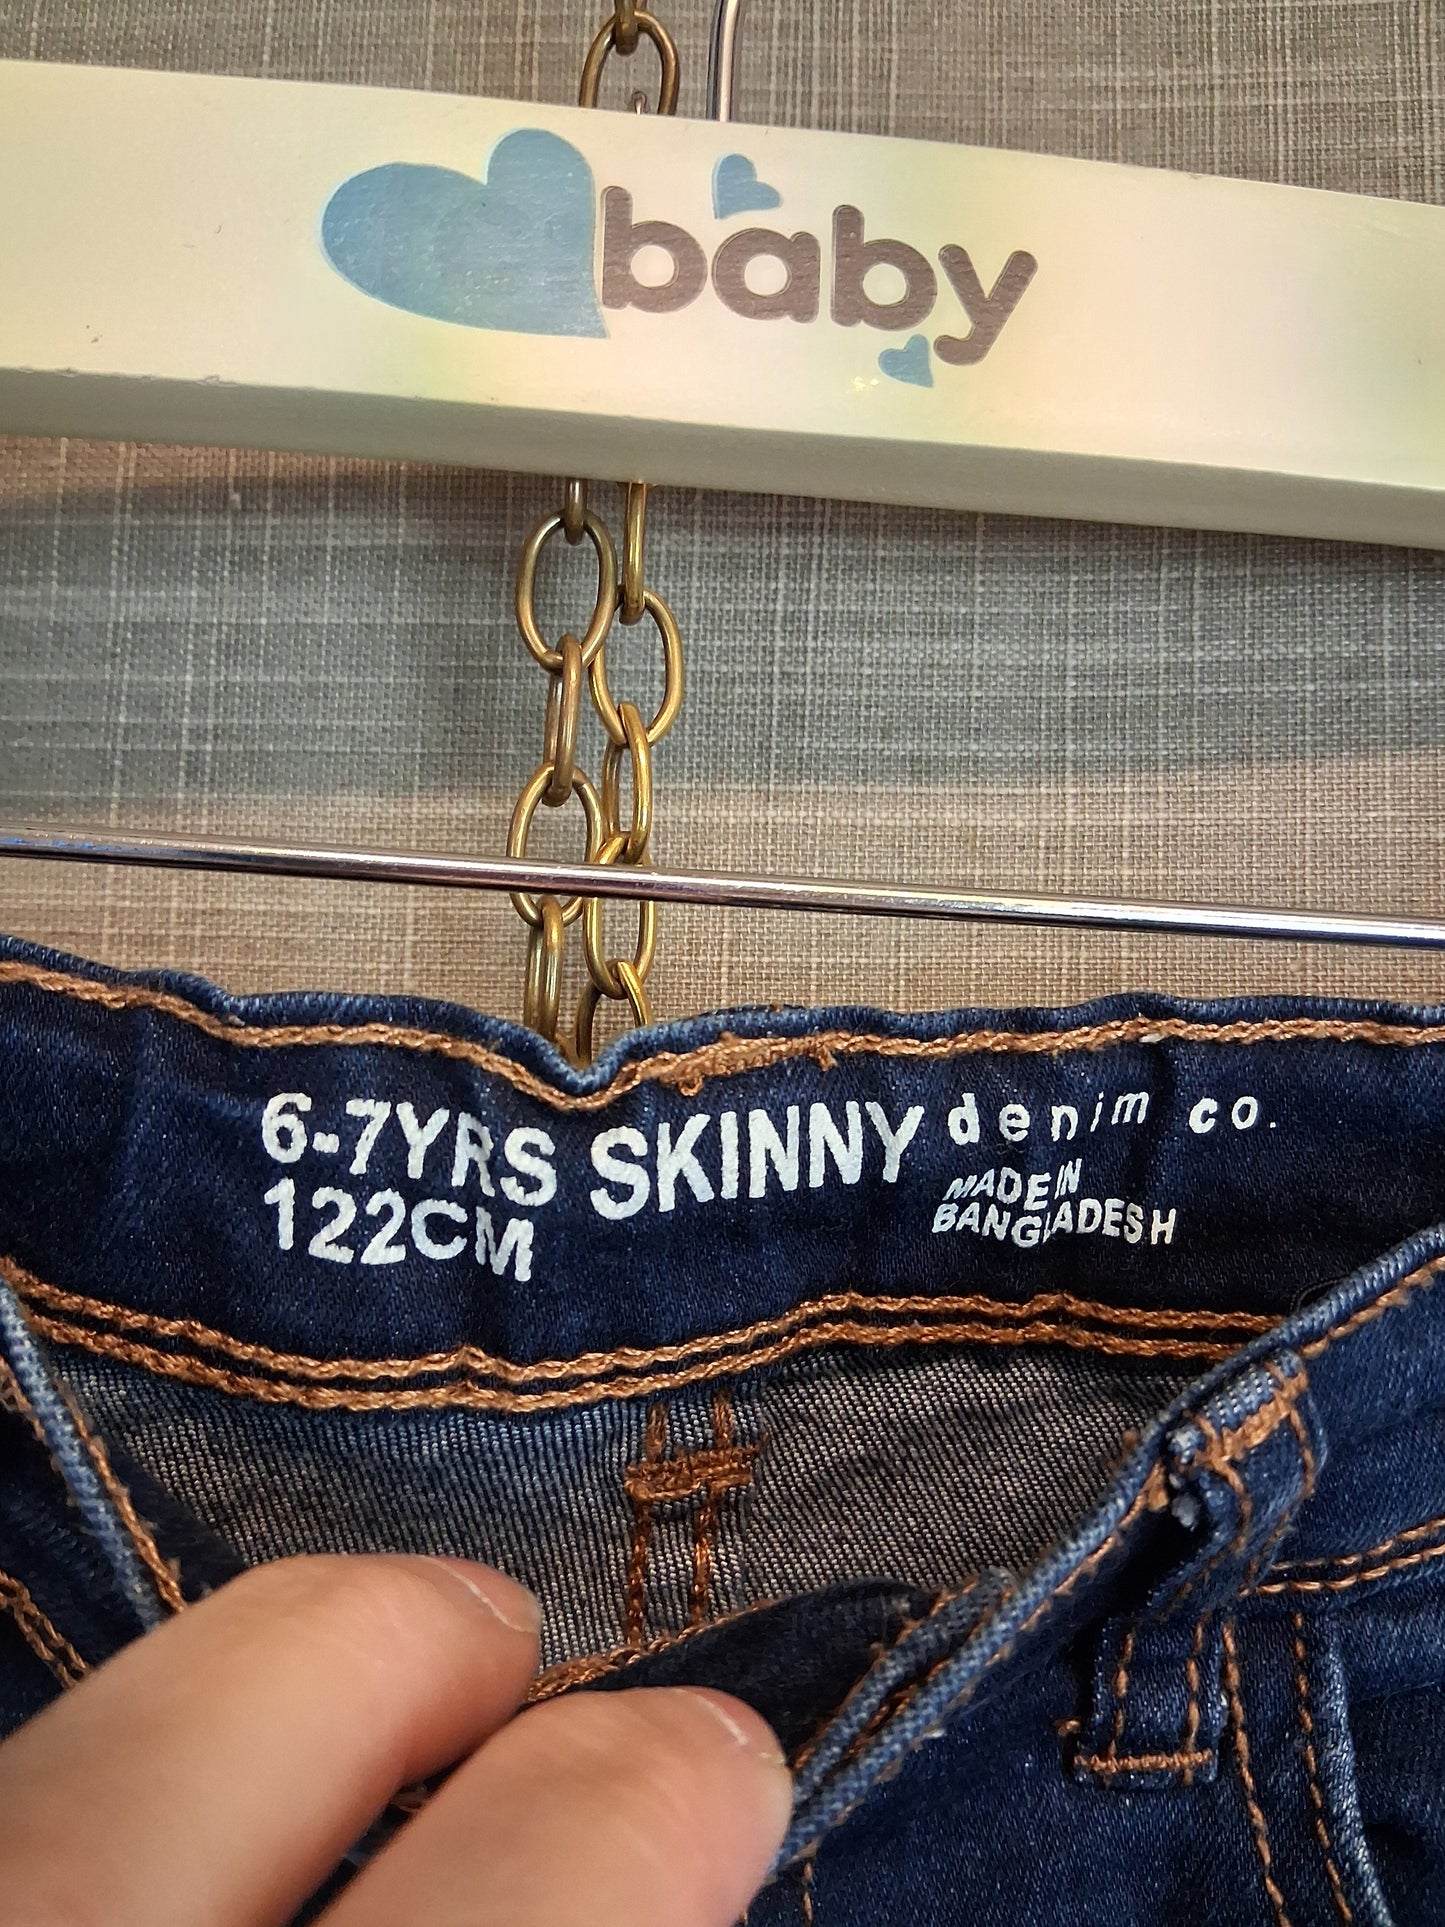 baby
6-7YRS SKINNY denim co.
122CM MADE IN
BANGLADESH